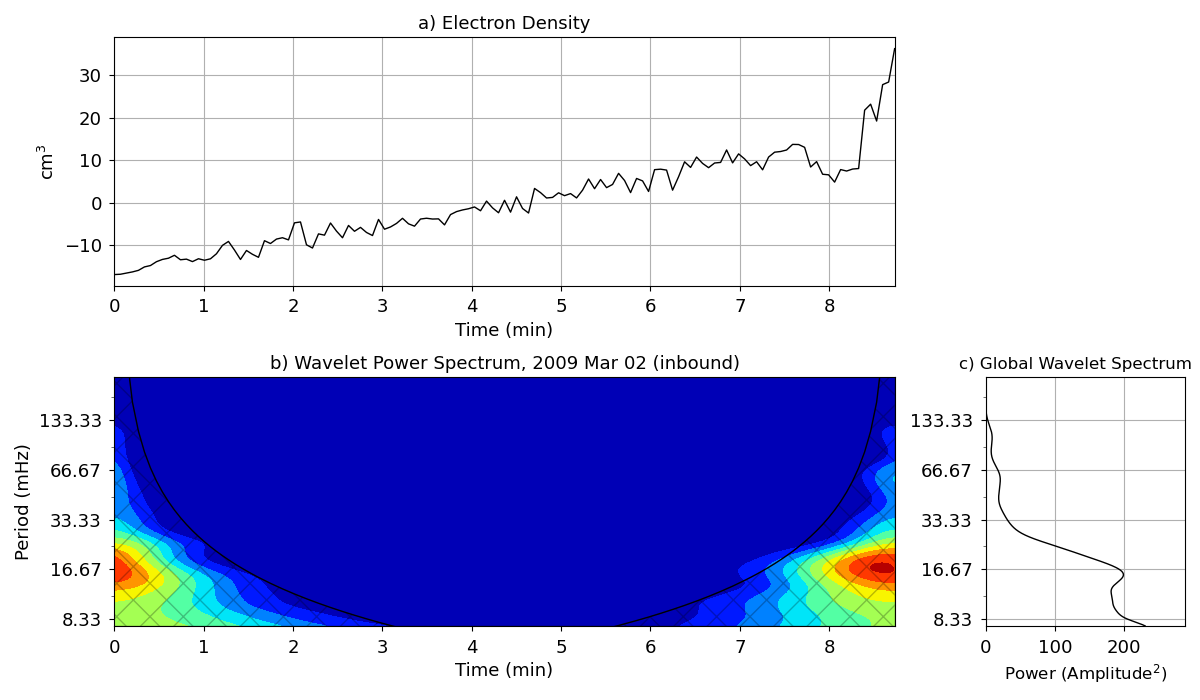 a) Electron Density
30
20
10
0
−10
cm³
0 1 2 3 4 5 6 7 8
Time (min)
b) Wavelet Power Spectrum, 2009 Mar 02 (inbound)
133.33
66.67
33.33
16.67
8.33
Period (mHz)
0 1 2 3 4 5 6 7 8
Time (min)
c) Global Wavelet Spectrum
133.33
66.67
33.33
16.67
8.33
0 100 200
Power (Amplitude²)